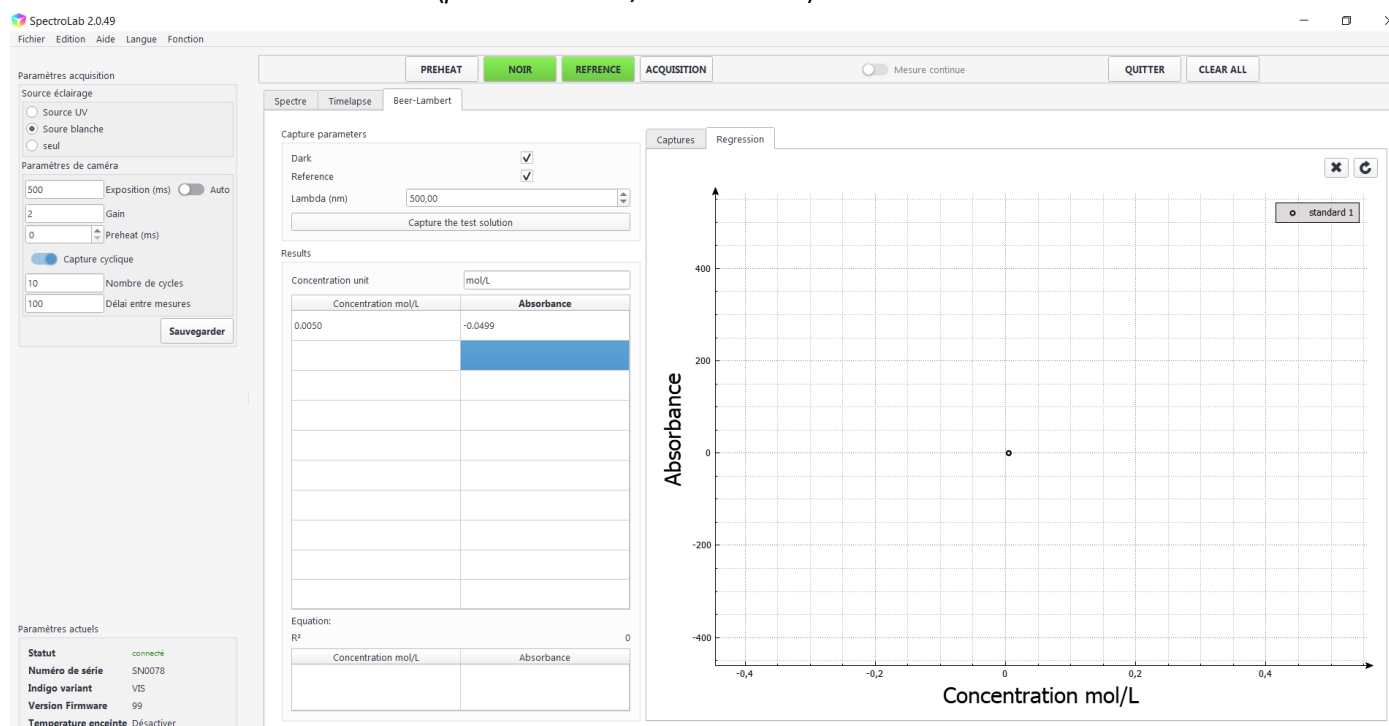 SpectroLab 2.0.49
Fichier Edition Aide Langue Fonction
PREHEAT NOIR REFRENCE ACQUISITION Mesure continue QUITTER CLEAR ALL
Paramètres acquisition
Source éclairage
Source UV
Soure blanche
seul
Paramètres de caméra
500 Exposition (ms) Auto
2 Gain
0 Preheat (ms)
Capture cyclique
10 Nombre de cycles
100 Délai entre mesures
Sauvegarder
Paramètres actuels
Statut connecté
Numéro de série SN0078
Indigo variant VIS
Version Firmware 99
Temperature enceinte Désactiver
Spectre Timelapse Beer-Lambert
Capture parameters
Dark
Reference
Lambda (nm) 500,00
Capture the test solution
Results
Concentration unit mol/L
Concentration mol/L Absorbance
0.0050 -0.0499
Equation:
R² 0
Concentration mol/L Absorbance
Captures Regression
standard 1
400
200
0
-200
-400
Absorbance
-0,4 -0,2 0 0,2 0,4
Concentration mol/L